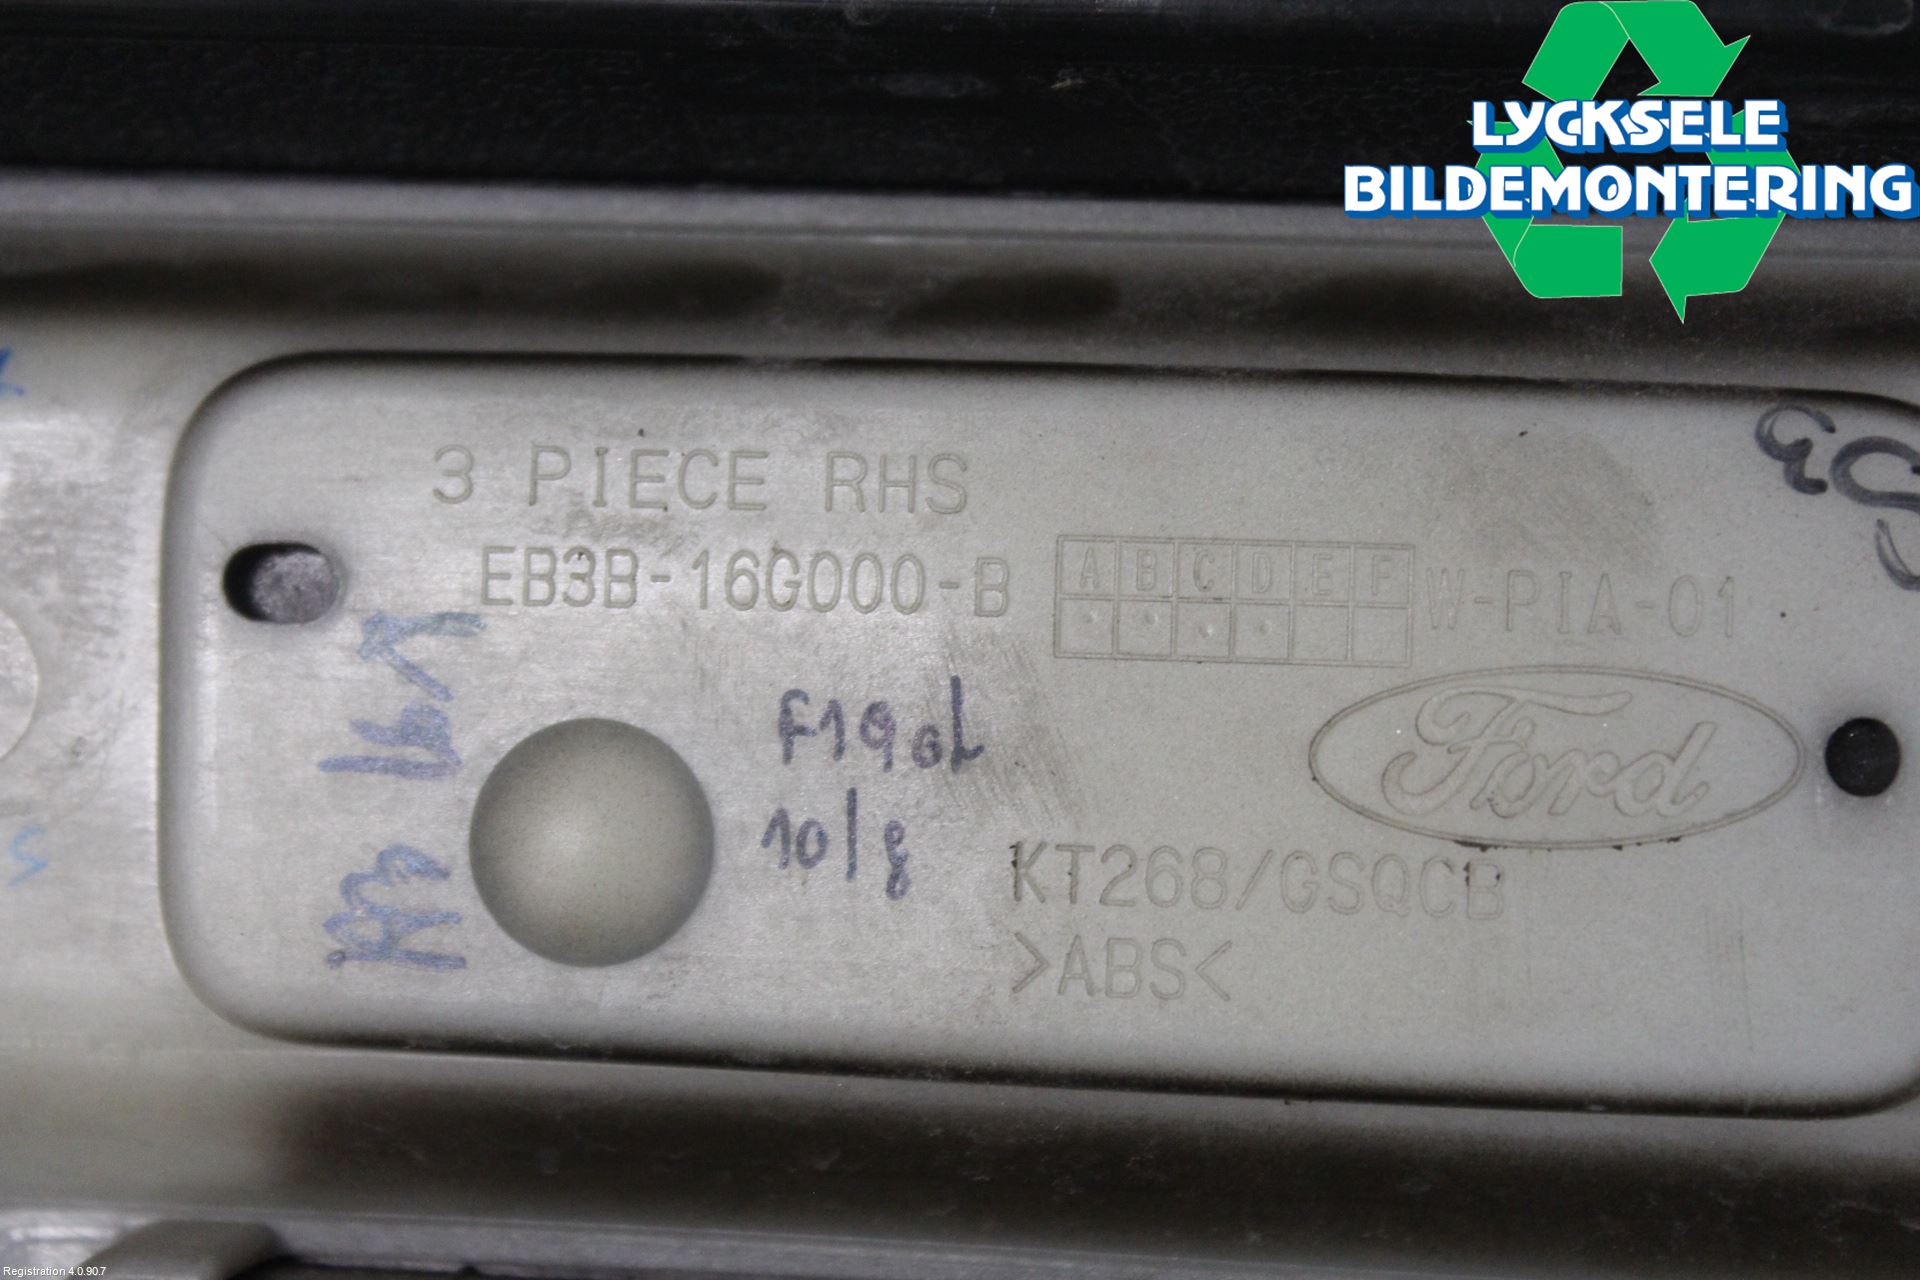 LYCKSELE
BILDEMONTERING
3 PIECE RHS
EB3B-16G000-B
A B C D E F
W-PIA-01
Ford
10/8
KT268/GSQCB
>ABS<
Registration 4.0.90.7